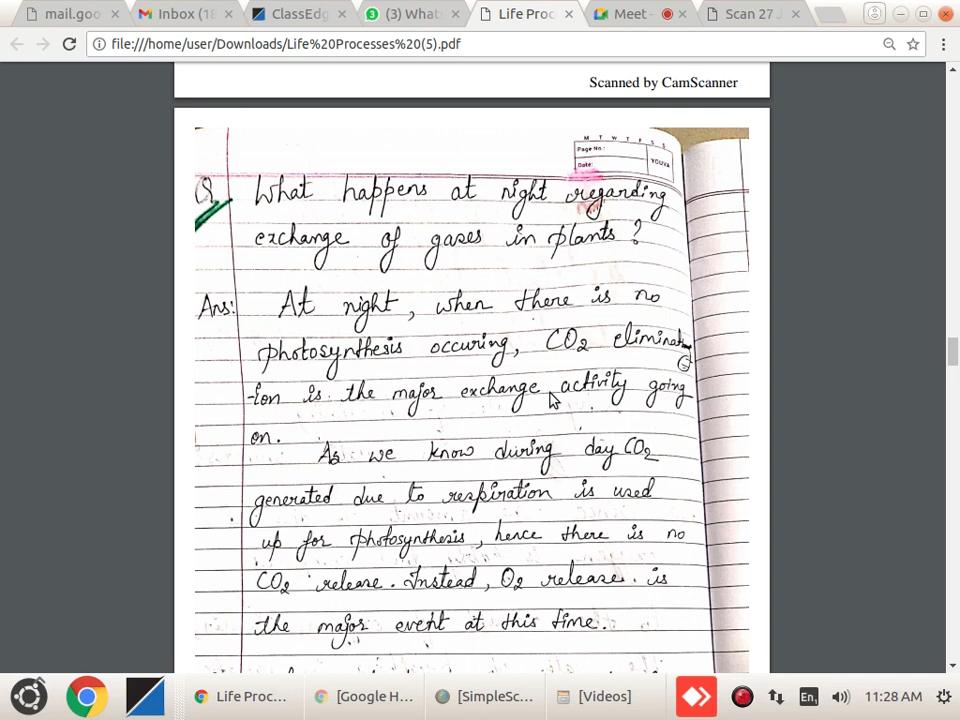 mail.goo
Inbox (18
ClassEdg
(3) What
Life Proc
Meet -
Scan 27 J
file:///home/user/Downloads/Life%20Processes%20(5).pdf
Scanned by CamScanner
M T W T F S S
Page No.:
Date:
YOUVA
Q What happens at night regarding
exchange of gases in plants ?
Ans: At night, when there is no
photosynthesis occuring, CO2 eliminat
-ion is the major exchange activity going
on.
As we know during day CO2
generated due to respiration is used
up for photosynthesis, hence there is no
CO2 release. Instead, O2 release. is
the major event at this time.
Life Proc...
[Google H...
[SimpleSc...
[Videos]
En
11:28 AM